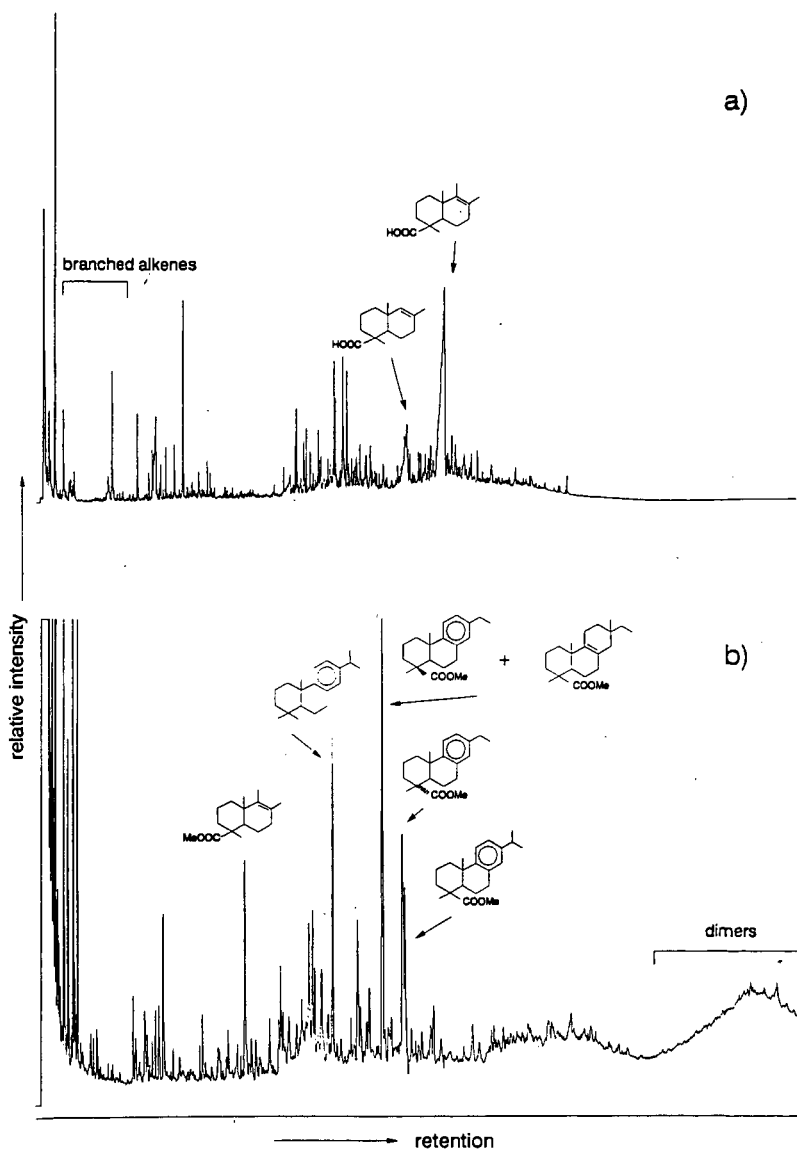 a)
branched alkenes
HOOC
HOOC
relative intensity
b)
COOMe
+
COOMe
COOMe
MeOOC
COOMe
dimers
retention